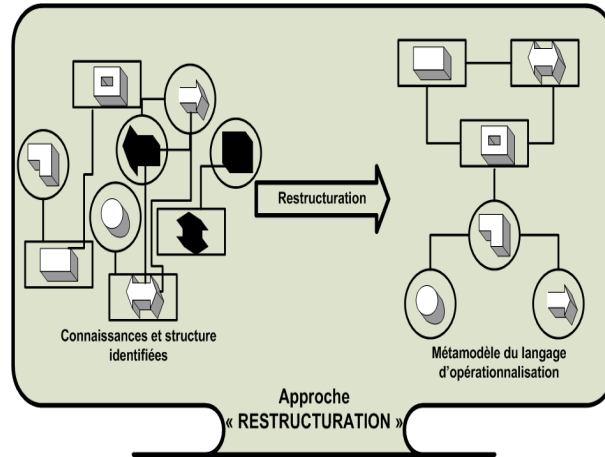 Restructuration
Connaissances et structure
identifiées
Métamodèle du langage
d'opérationnalisation
Approche
« RESTRUCTURATION »